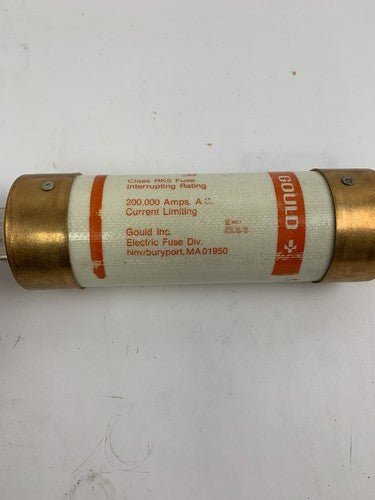 Class RK5 Fuse
Interrupting Rating
200,000 Amps. A.C.
Current Limiting
Gould Inc.
Electric Fuse Div.
Newburyport, MA 01950
GOULD